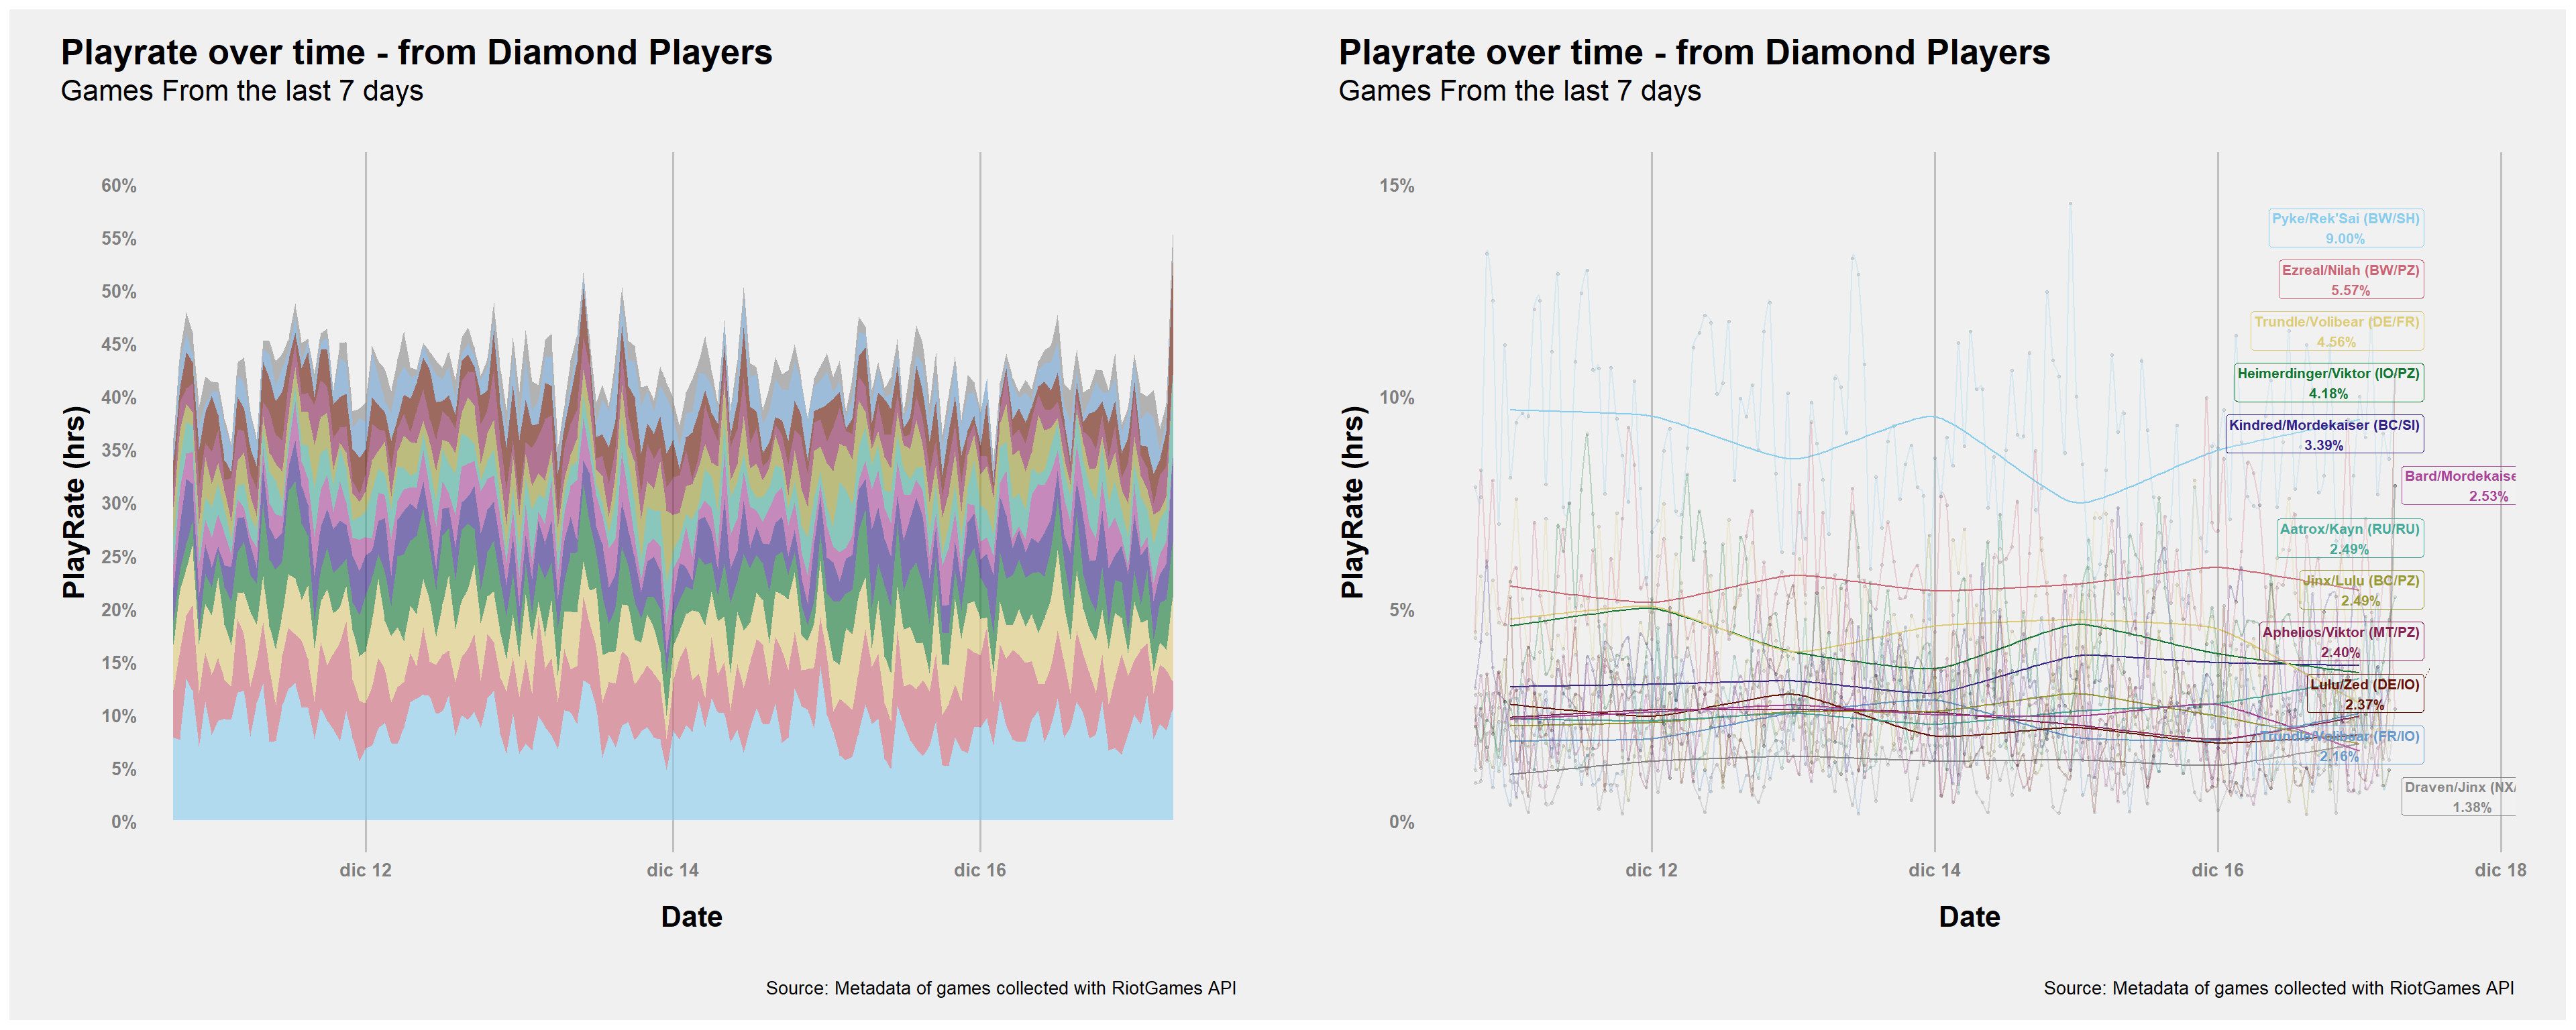 Playrate over time - from Diamond Players
Games From the last 7 days
60%
55%
50%
45%
40%
35%
30%
25%
20%
15%
10%
5%
0%
PlayRate (hrs)
dic 12
dic 14
dic 16
Date
Source: Metadata of games collected with RiotGames API
Playrate over time - from Diamond Players
Games From the last 7 days
15%
10%
5%
0%
PlayRate (hrs)
Pyke/Rek'Sai (BW/SH)
9.00%
Ezreal/Nilah (BW/PZ)
5.57%
Trundle/Volibear (DE/FR)
4.56%
Heimerdinger/Viktor (IO/PZ)
4.18%
Kindred/Mordekaiser (BC/SI)
3.39%
Bard/Mordekaise
2.53%
Aatrox/Kayn (RU/RU)
2.49%
Jinx/Lulu (BC/PZ)
2.49%
Aphelios/Viktor (MT/PZ)
2.40%
Lulu/Zed (DE/IO)
2.37%
Trundle/Volibear (FR/IO)
2.16%
Draven/Jinx (NX/
1.38%
dic 12
dic 14
dic 16
dic 18
Date
Source: Metadata of games collected with RiotGames API